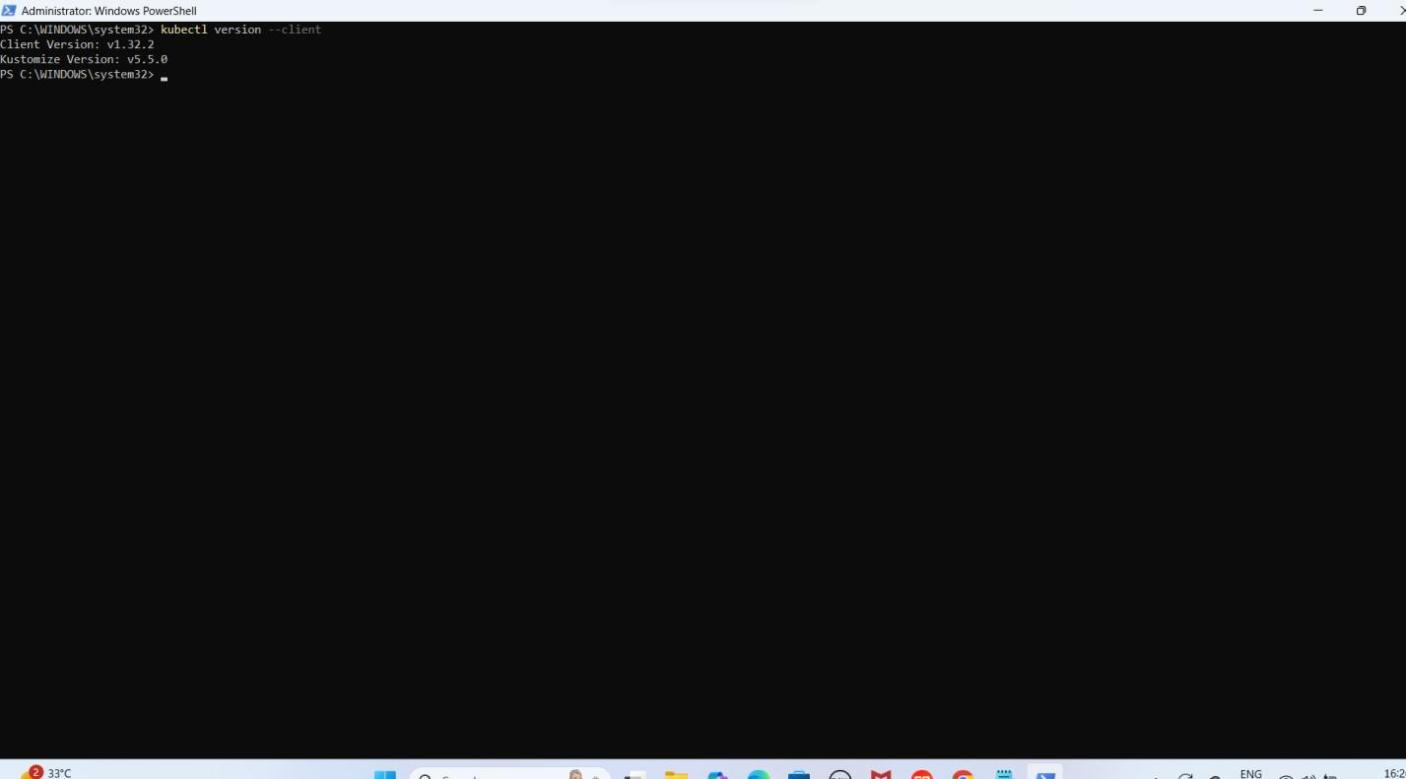 Administrator: Windows PowerShell
PS C:\WINDOWS\system32> kubectl version --client
Client Version: v1.32.2
Kustomize Version: v5.5.0
PS C:\WINDOWS\system32>
2 33°C
ENG